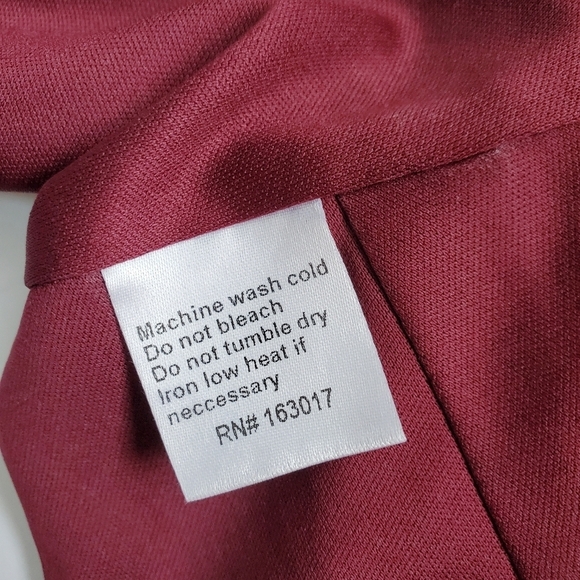 Machine wash cold
Do not bleach
Do not tumble dry
Iron low heat if
neccessary
RN# 163017